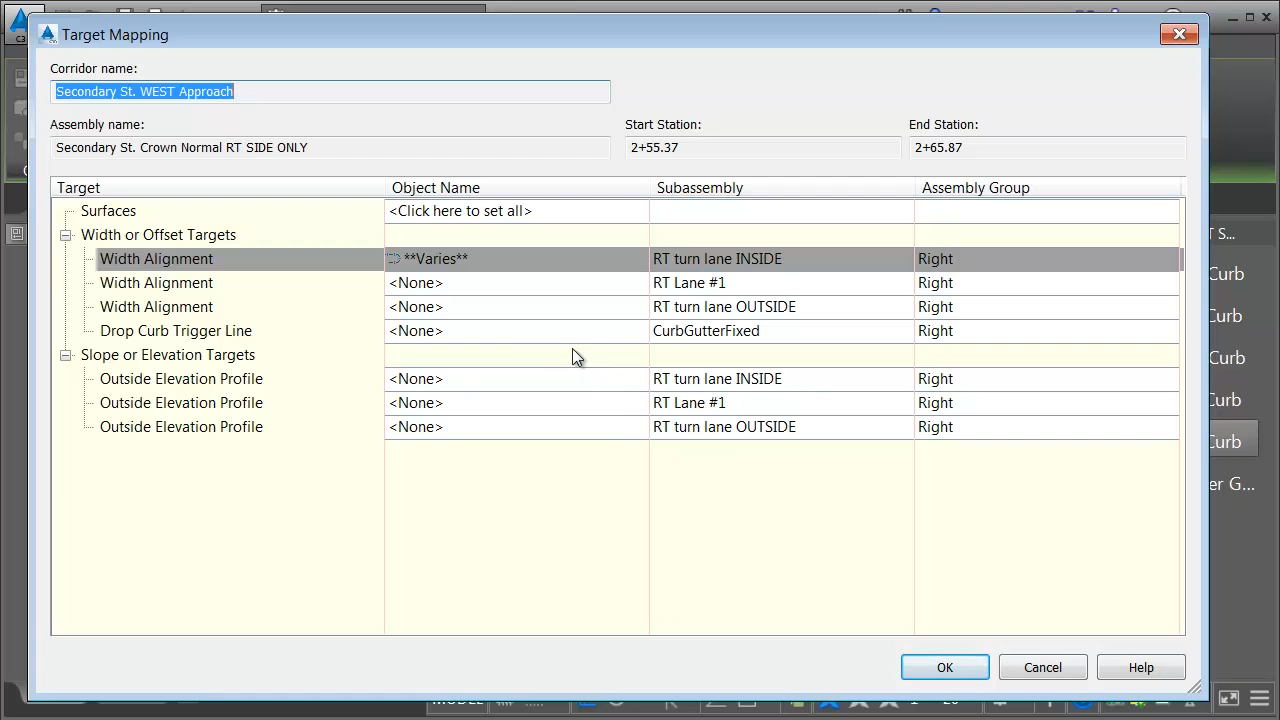 Target Mapping
Corridor name:
Secondary St. WEST Approach
Assembly name:
Start Station:
End Station:
Secondary St. Crown Normal RT SIDE ONLY
2+55.37
2+65.87
Target
Object Name
Subassembly
Assembly Group
Surfaces
<Click here to set all>
Width or Offset Targets
Width Alignment
**Varies**
RT turn lane INSIDE
Right
Width Alignment
<None>
RT Lane #1
Right
Width Alignment
<None>
RT turn lane OUTSIDE
Right
Drop Curb Trigger Line
<None>
CurbGutterFixed
Right
Slope or Elevation Targets
Outside Elevation Profile
<None>
RT turn lane INSIDE
Right
Outside Elevation Profile
<None>
RT Lane #1
Right
Outside Elevation Profile
<None>
RT turn lane OUTSIDE
Right
OK
Cancel
Help
T S...
Curb
Curb
Curb
Curb
Curb
er G...